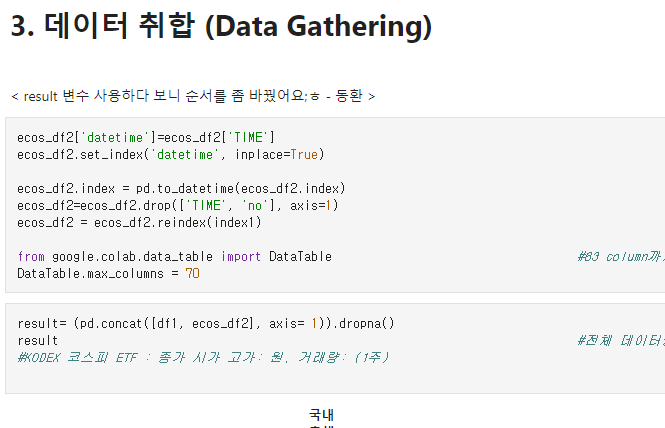 3. 데이터 취합 (Data Gathering)
< result 변수 사용하다 보니 순서를 좀 바꿨어요;ㅎ - 동환 >
ecos_df2['datetime']=ecos_df2['TIME']
ecos_df2.set_index('datetime', inplace=True)
ecos_df2.index = pd.to_datetime(ecos_df2.index)
ecos_df2=ecos_df2.drop(['TIME', 'no'], axis=1)
ecos_df2 = ecos_df2.reindex(index1)
from google.colab.data_table import DataTable #63 column까
DataTable.max_columns = 70
result= (pd.concat([df1, ecos_df2], axis= 1)).dropna()
result #전체 데이터
#KODEX 코스피 ETF : 종가 시가 고가: 원, 거래량: (1주)
국내